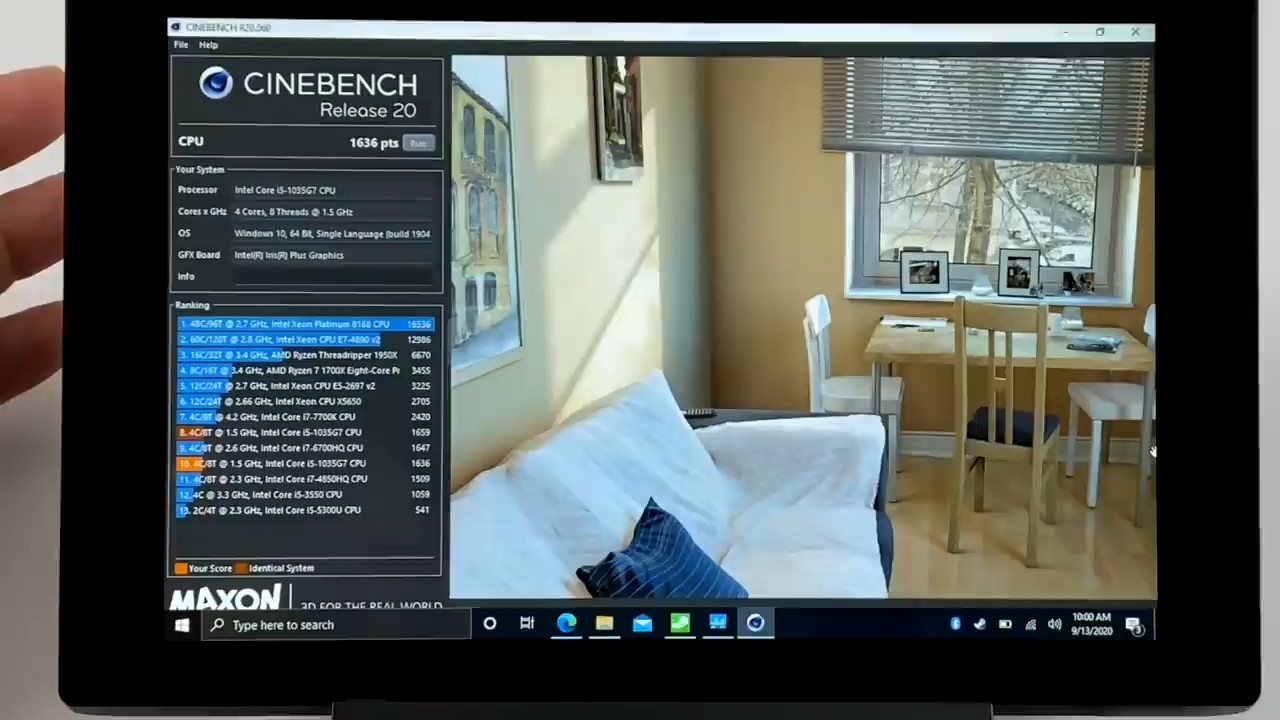 CINEBENCH R20.060
File Help
CINEBENCH
Release 20
CPU 1636 pts Run
Your System
Processor Intel Core i5-1035G7 CPU
Cores x GHz 4 Cores, 8 Threads @ 1.5 GHz
OS Windows 10, 64 Bit, Single Language (build 1904
GFX Board Intel(R) Iris(R) Plus Graphics
Info
Ranking
1. 48C/96T @ 2.7 GHz, Intel Xeon Platinum 8168 CPU 16536
2. 60C/120T @ 2.8 GHz, Intel Xeon CPU E7-4890 v2 12986
3. 16C/32T @ 3.4 GHz, AMD Ryzen Threadripper 1950X 6670
4. 8C/16T @ 3.4 GHz, AMD Ryzen 7 1700X Eight-Core Pr 3455
5. 12C/24T @ 2.7 GHz, Intel Xeon CPU E5-2697 v2 3225
6. 12C/24T @ 2.66 GHz, Intel Xeon CPU X5650 2705
7. 4C/8T @ 4.2 GHz, Intel Core i7-7700K CPU 2420
8. 4C/8T @ 1.5 GHz, Intel Core i5-1035G7 CPU 1659
9. 4C/8T @ 2.6 GHz, Intel Core i7-6700HQ CPU 1647
10. 4C/8T @ 1.5 GHz, Intel Core i5-1035G7 CPU 1636
11. 4C/8T @ 2.3 GHz, Intel Core i7-4850HQ CPU 1509
12. 4C @ 3.3 GHz, Intel Core i5-3550 CPU 1059
13. 2C/4T @ 2.3 GHz, Intel Core i5-5300U CPU 541
Your Score Identical System
MAXON 3D FOR THE REAL WORLD
Type here to search
10:00 AM
9/13/2020
3